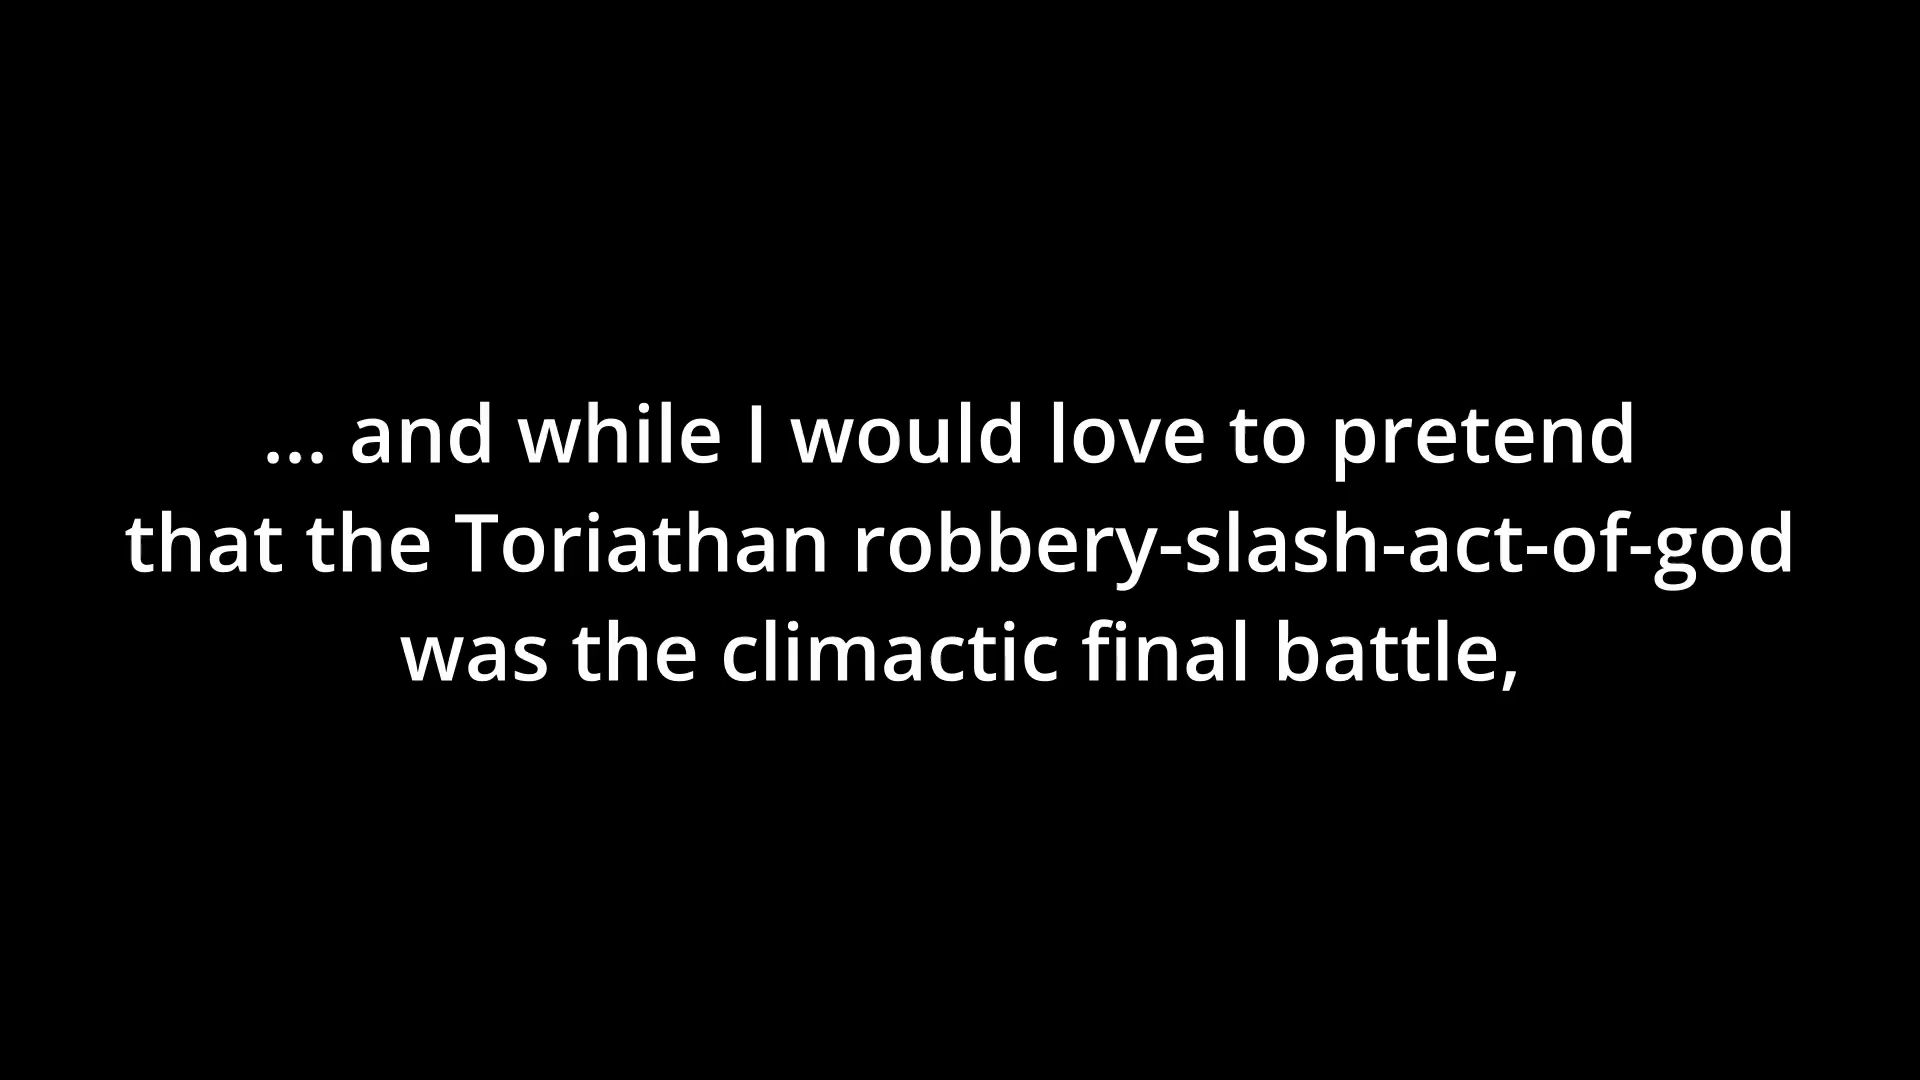 ... and while I would love to pretend
that the Toriathan robbery-slash-act-of-god
was the climactic final battle,